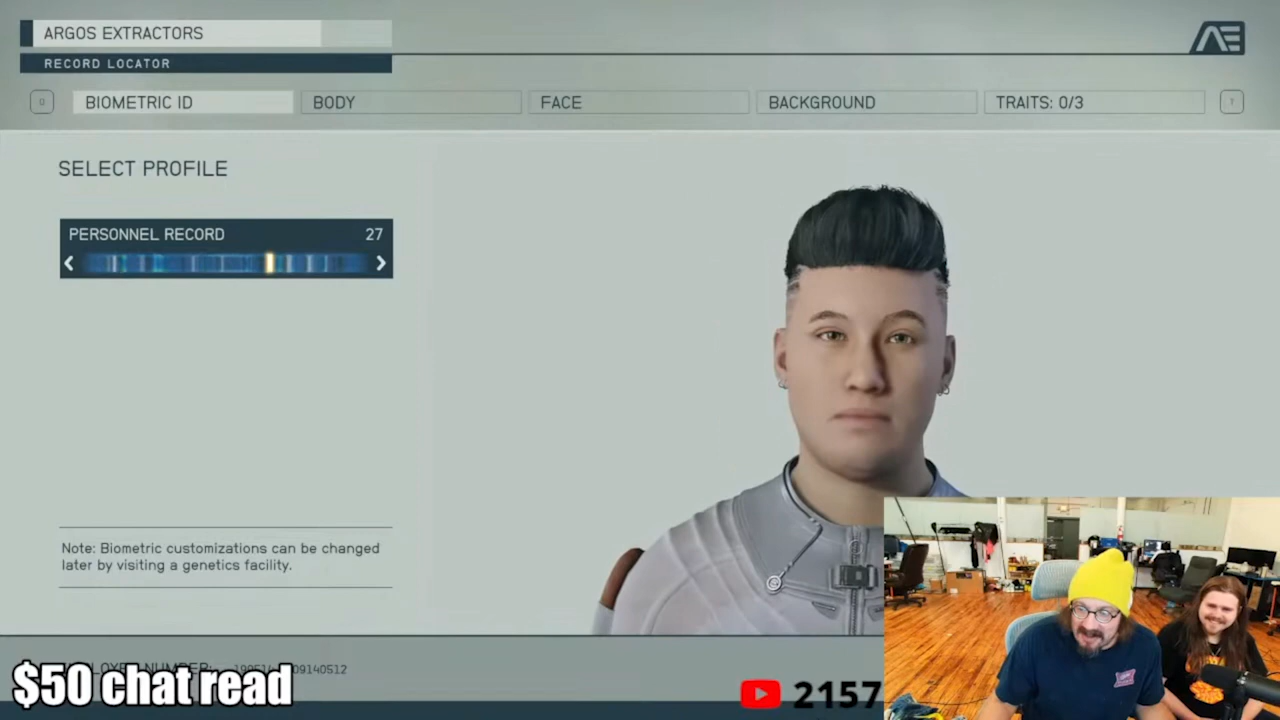 ARGOS EXTRACTORS
AE
RECORD LOCATOR
BIOMETRIC ID
BODY
FACE
BACKGROUND
TRAITS: 0/3
SELECT PROFILE
PERSONNEL RECORD 27
Note: Biometric customizations can be changed
later by visiting a genetics facility.
$50 chat read
2157